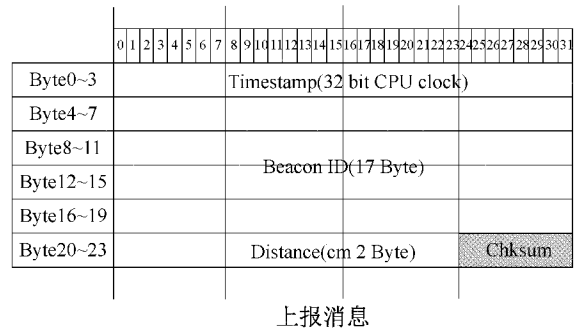 0 1 2 3 4 5 6 7 8 9 10 11 12 13 14 15 16 17 18 19 20 21 22 23 24 25 26 27 28 29 30 31
Byte0~3 Timestamp(32 bit CPU clock)
Byte4~7
Byte8~11
Beacon ID(17 Byte)
Byte12~15
Byte16~19
Byte20~23 Distance(cm 2 Byte) Chksum
上报消息